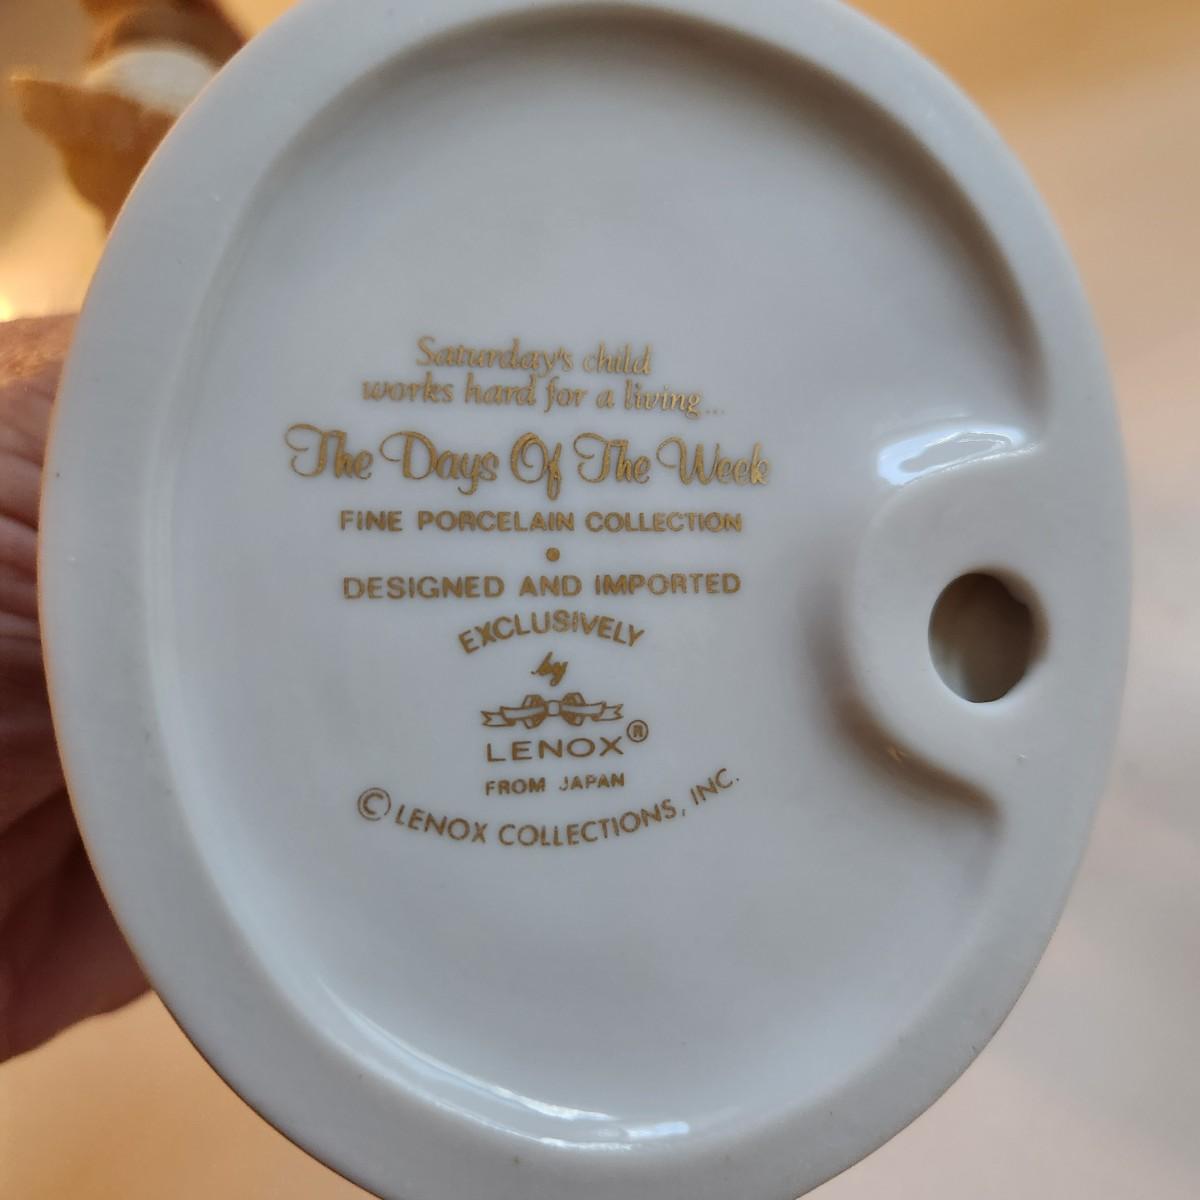 Saturday's child
works hard for a living...
The Days Of The Week
FINE PORCELAIN COLLECTION
•
DESIGNED AND IMPORTED
EXCLUSIVELY
by
LENOX®
FROM JAPAN
© LENOX COLLECTIONS, INC.